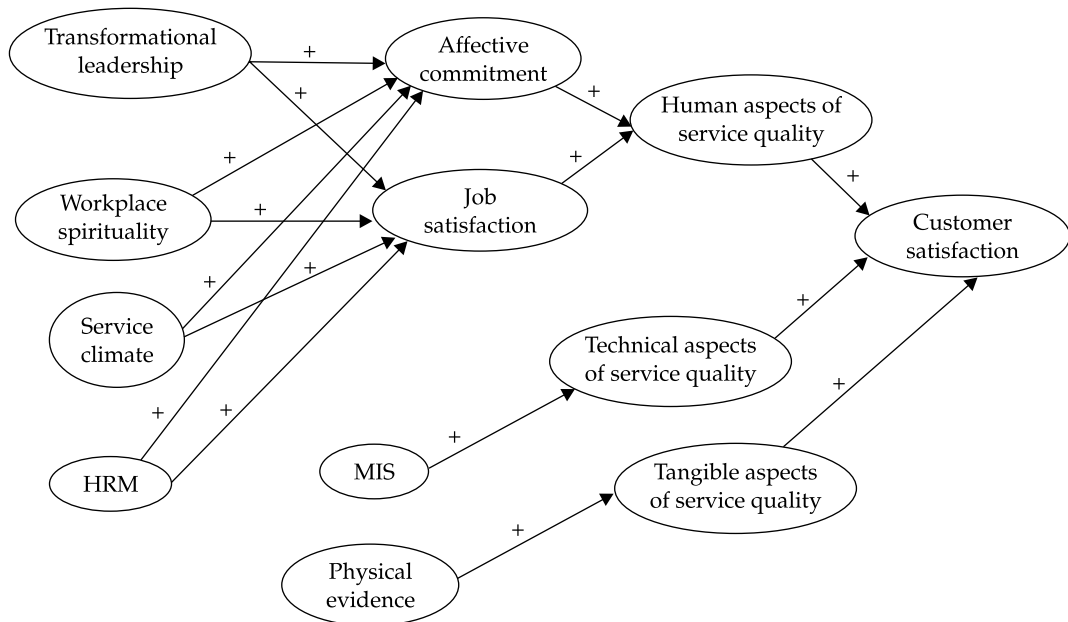 Transformational
leadership
+
Affective
commitment
+
+
Human aspects of
service quality
+
+
+
Workplace
spirituality
+
Job
satisfaction
+
Customer
satisfaction
+
+
+
Service
climate
Technical aspects
of service quality
+
+
+
HRM
+
MIS
Tangible aspects
of service quality
+
Physical
evidence